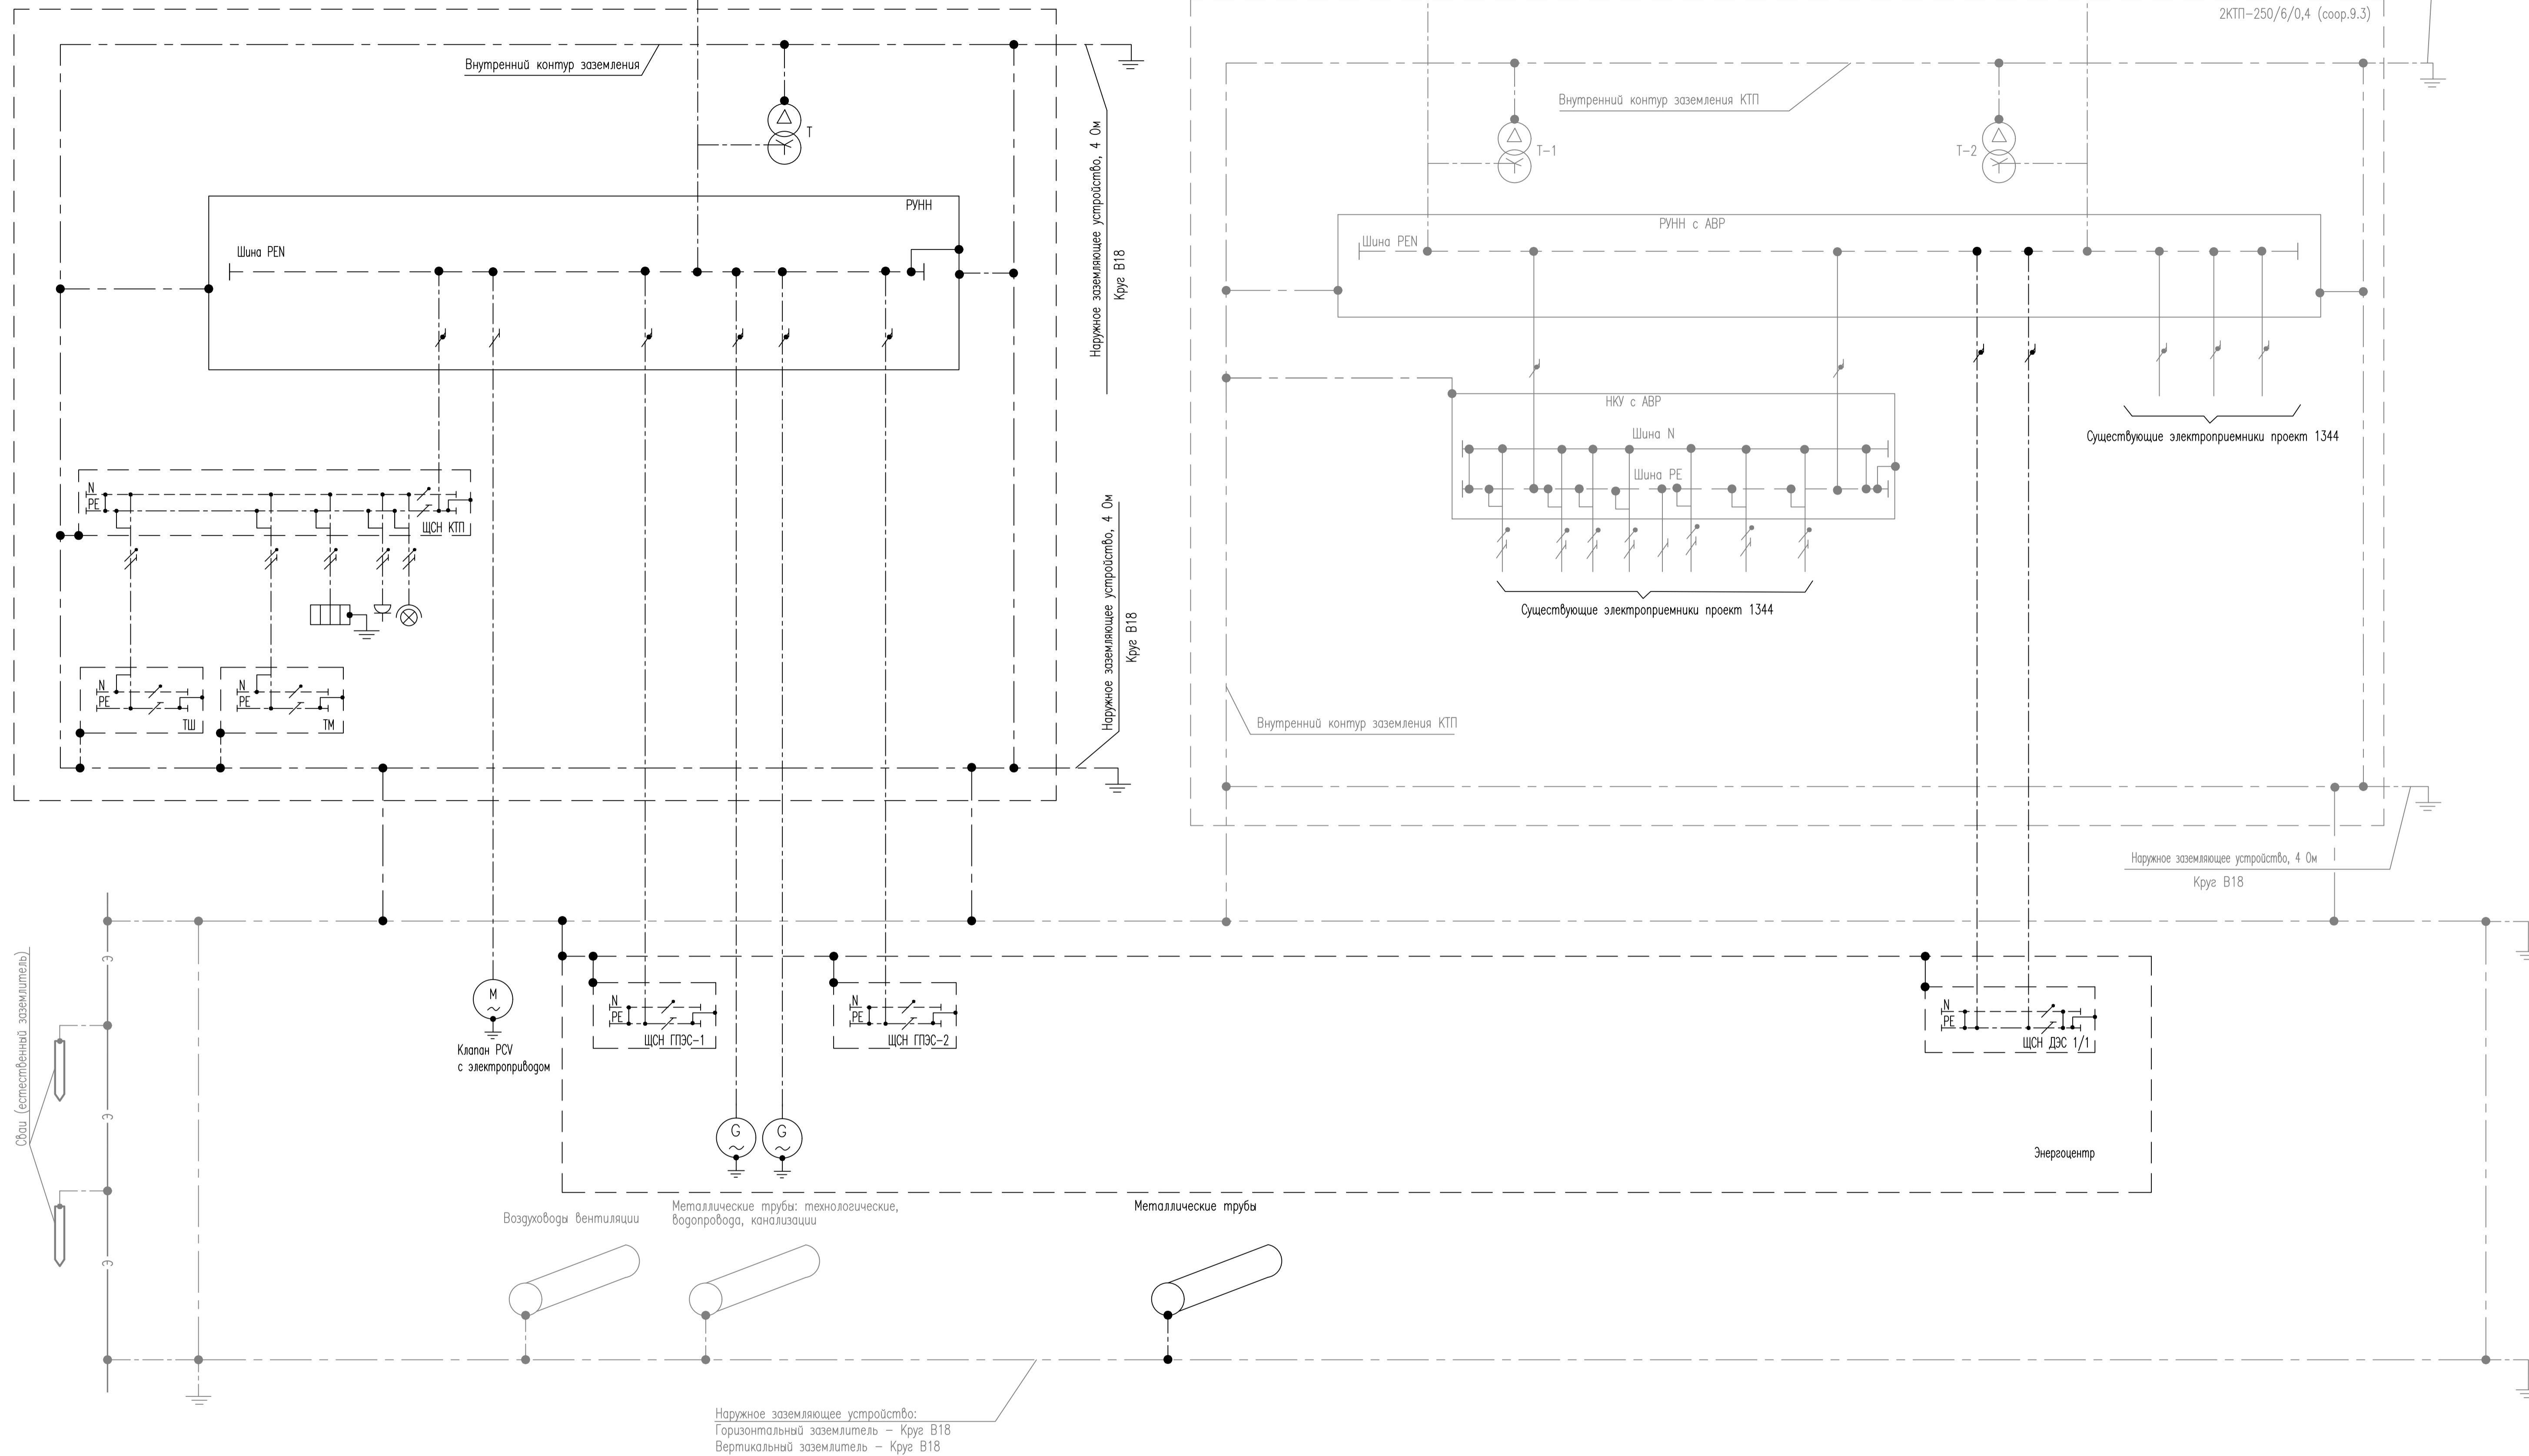 2КТП-250/6/0,4 (соор.9.3)
Внутренний контур заземления
Т
Наружное заземляющее устройство, 4 Ом
Круг В18
РУНН
Шина PEN
Внутренний контур заземления КТП
Т-1
Т-2
РУНН с АВР
Шина PEN
Существующие электроприемники проект 1344
НКУ с АВР
Шина N
Шина РЕ
Существующие электроприемники проект 1344
N
PE
ЩСН КТП
Наружное заземляющее устройство, 4 Ом
Круг В18
N
PE
ТШ
N
PE
ТМ
Внутренний контур заземления КТП
Наружное заземляющее устройство, 4 Ом
Круг В18
Сваи (естественный заземлитель)
Є
Є
Є
M
Клапан PCV
с электроприводом
N
PE
ЩСН ГПЭС-1
N
PE
ЩСН ГПЭС-2
N
PE
ЩСН ДЭС 1/1
G
G
Энергоцентр
Воздуховоды вентиляции
Металлические трубы: технологические,
водопровода, канализации
Металлические трубы
Наружное заземляющее устройство:
Горизонтальный заземлитель – Круг В18
Вертикальный заземлитель – Круг В18